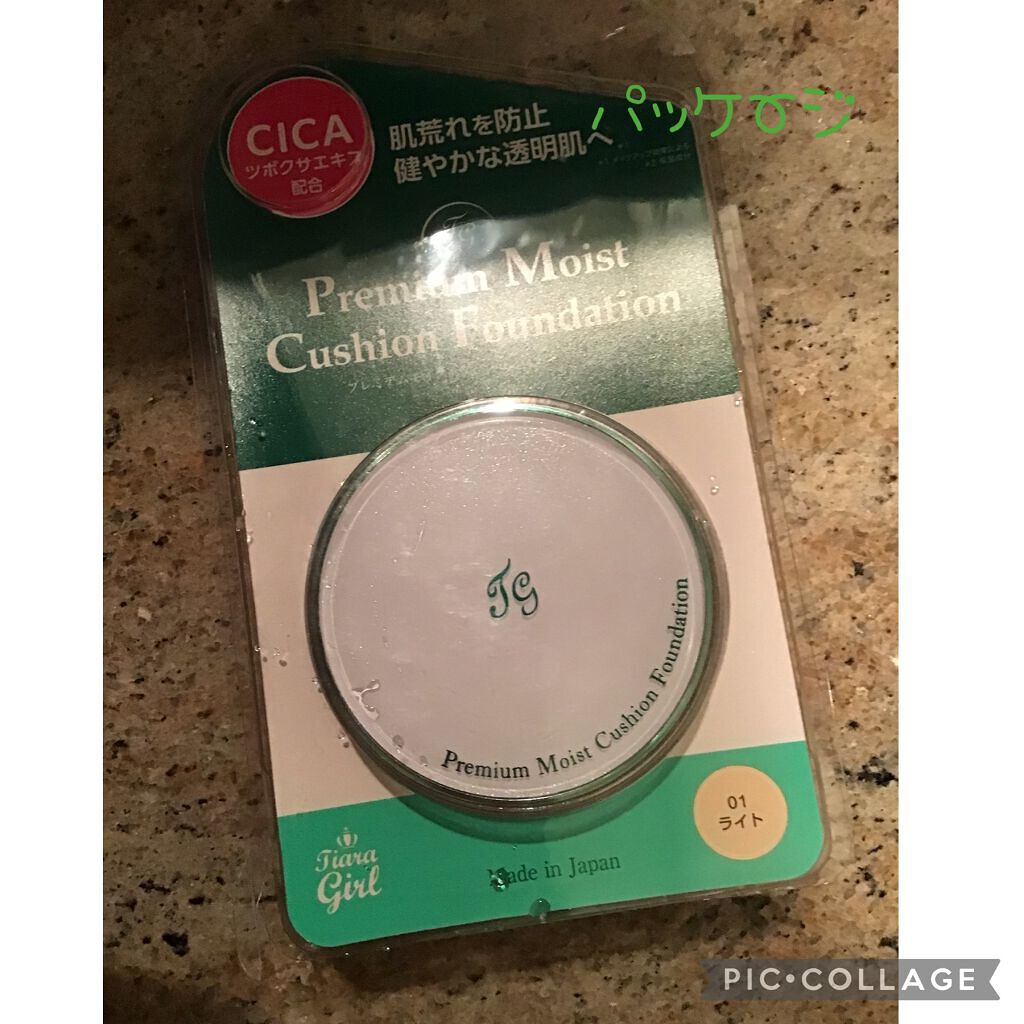 パッケージ
CICA
ツボクサエキス
配合
肌荒れを防止
健やかな透明肌へ
Premium Moist
Cushion Foundation
TG
Premium Moist Cushion Foundation
01
ライト
Tiara
Girl
Made in Japan
PIC•COLLAGE